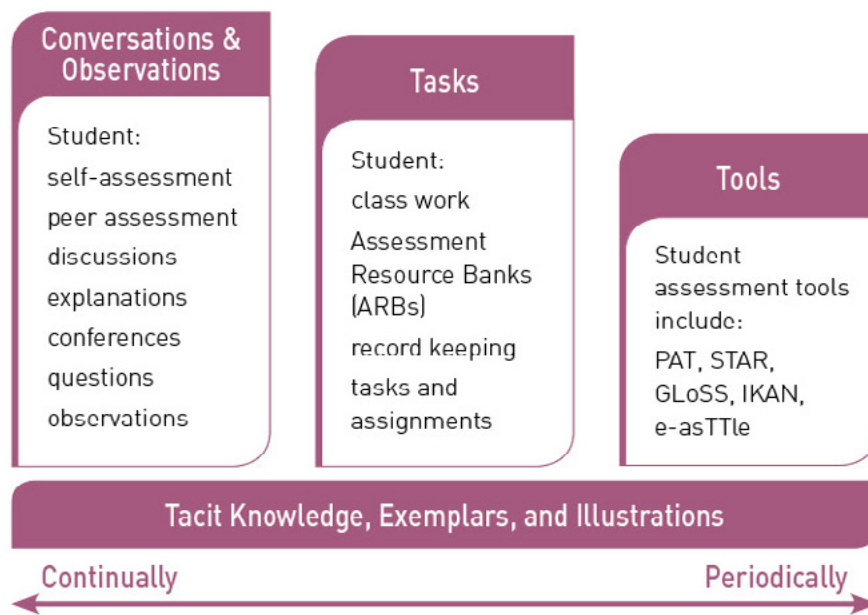 Conversations &
Observations
Student:
self-assessment
peer assessment
discussions
explanations
conferences
questions
observations
Tasks
Student:
class work
Assessment
Resource Banks
(ARBs)
record keeping
tasks and
assignments
Tools
Student
assessment tools
include:
PAT, STAR,
GLoSS, IKAN,
e-asTTle
Tacit Knowledge, Exemplars, and Illustrations
Continually
Periodically